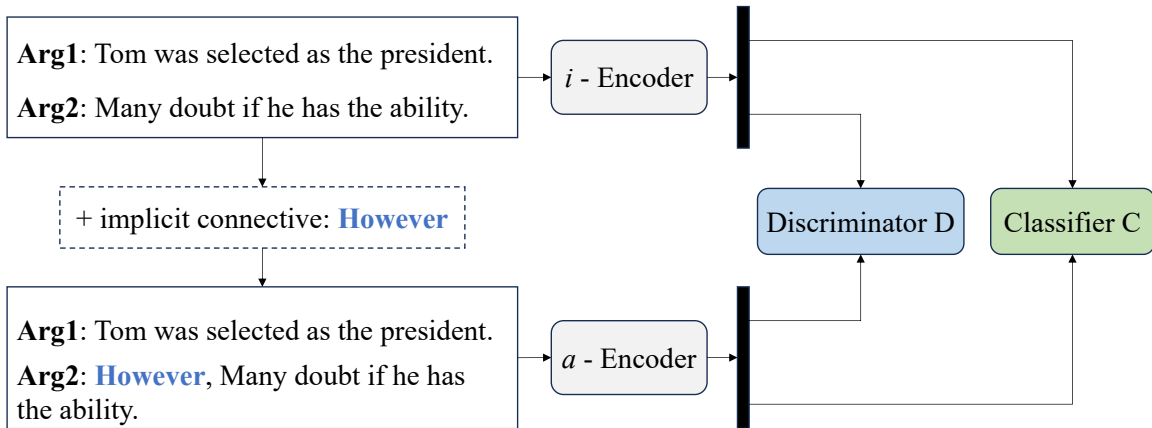 Arg1: Tom was selected as the president.
Arg2: Many doubt if he has the ability.
i - Encoder
+ implicit connective: However
Discriminator D
Classifier C
Arg1: Tom was selected as the president.
Arg2: However, Many doubt if he has
the ability.
a - Encoder